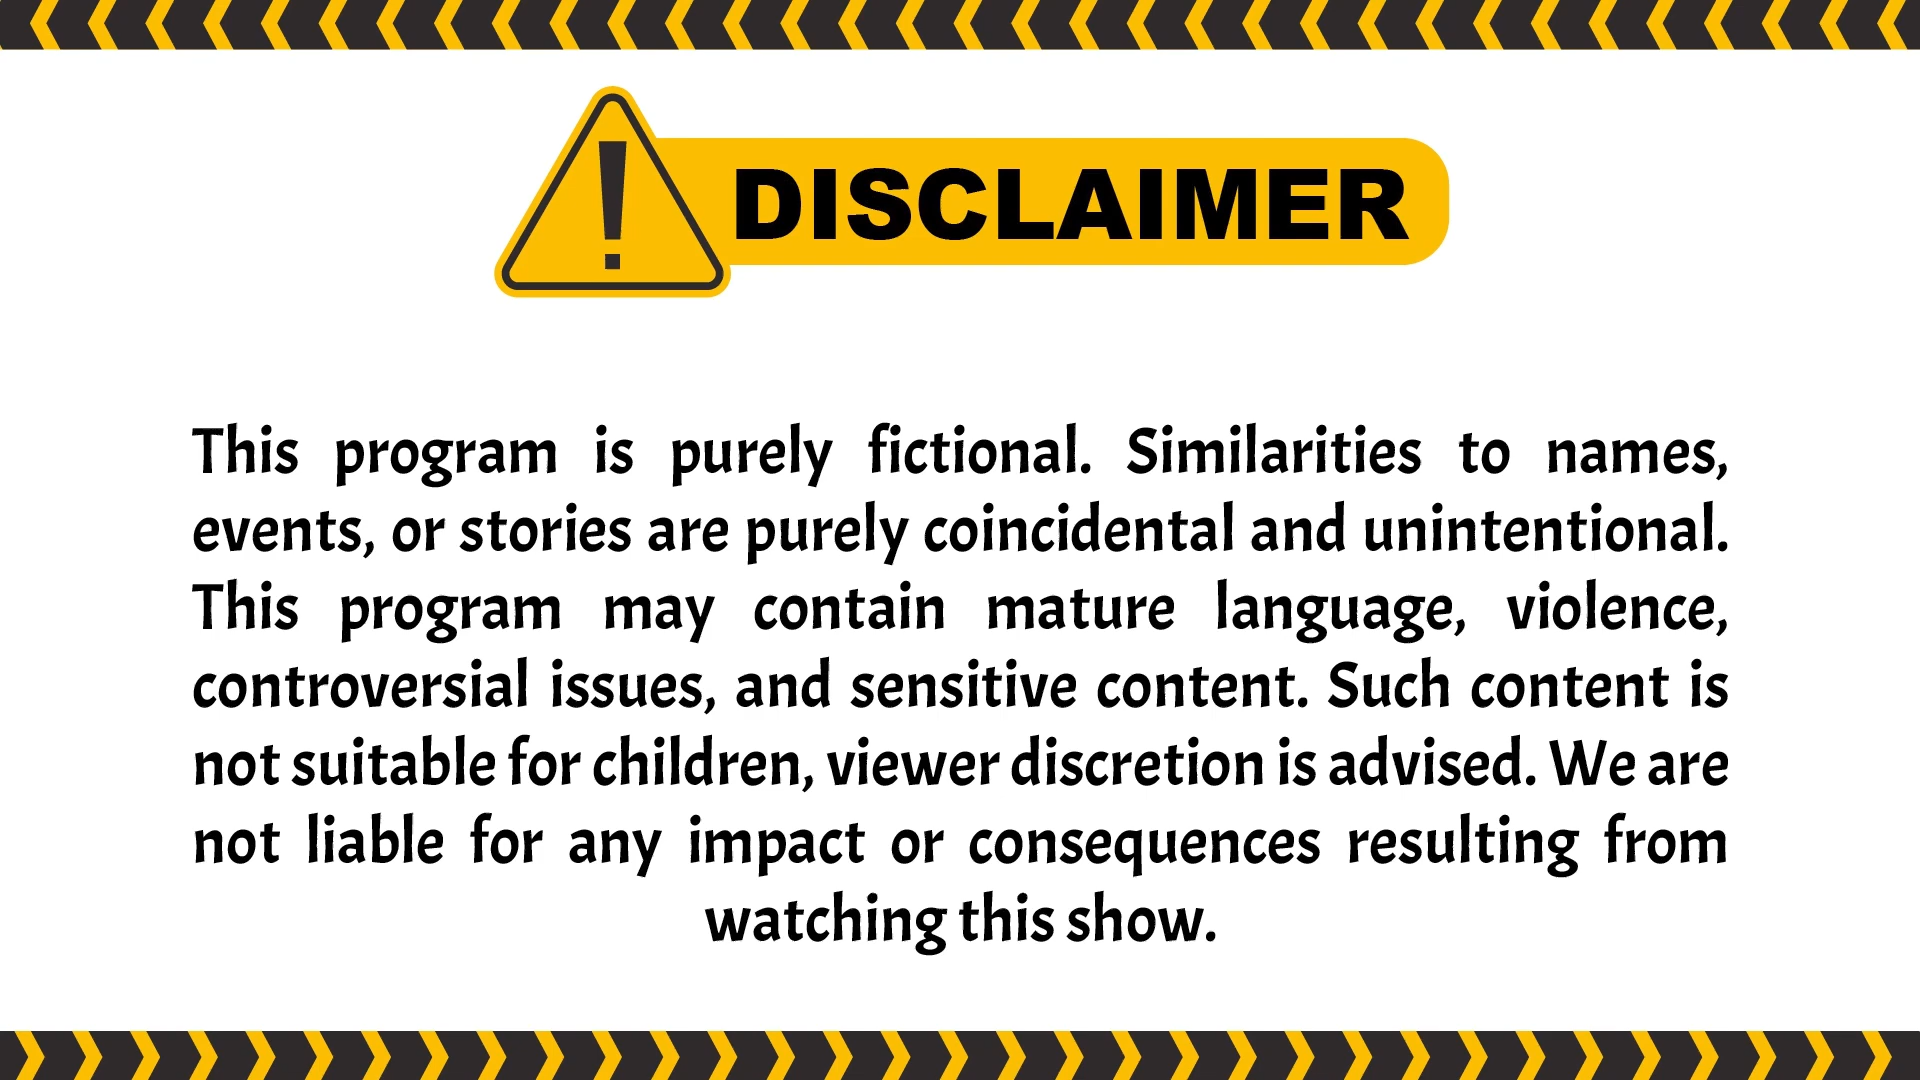 !
DISCLAIMER
This program is purely fictional. Similarities to names,
events, or stories are purely coincidental and unintentional.
This program may contain mature language, violence,
controversial issues, and sensitive content. Such content is
not suitable for children, viewer discretion is advised. We are
not liable for any impact or consequences resulting from
watching this show.